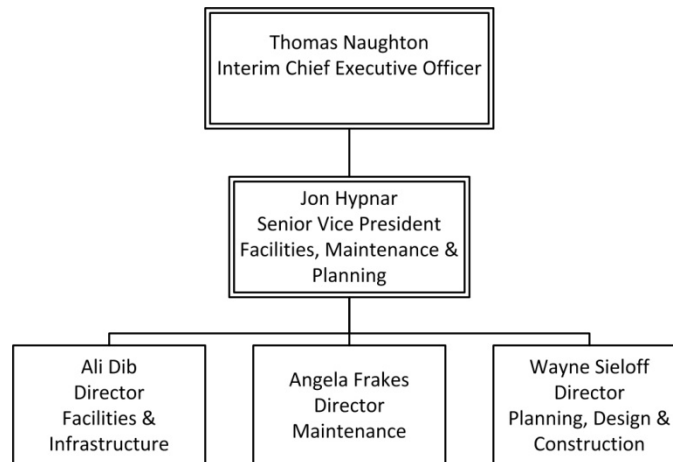 Thomas Naughton
Interim Chief Executive Officer
Jon Hypnar
Senior Vice President
Facilities, Maintenance &
Planning
Ali Dib
Director
Facilities &
Infrastructure
Angela Frakes
Director
Maintenance
Wayne Sieloff
Director
Planning, Design &
Construction